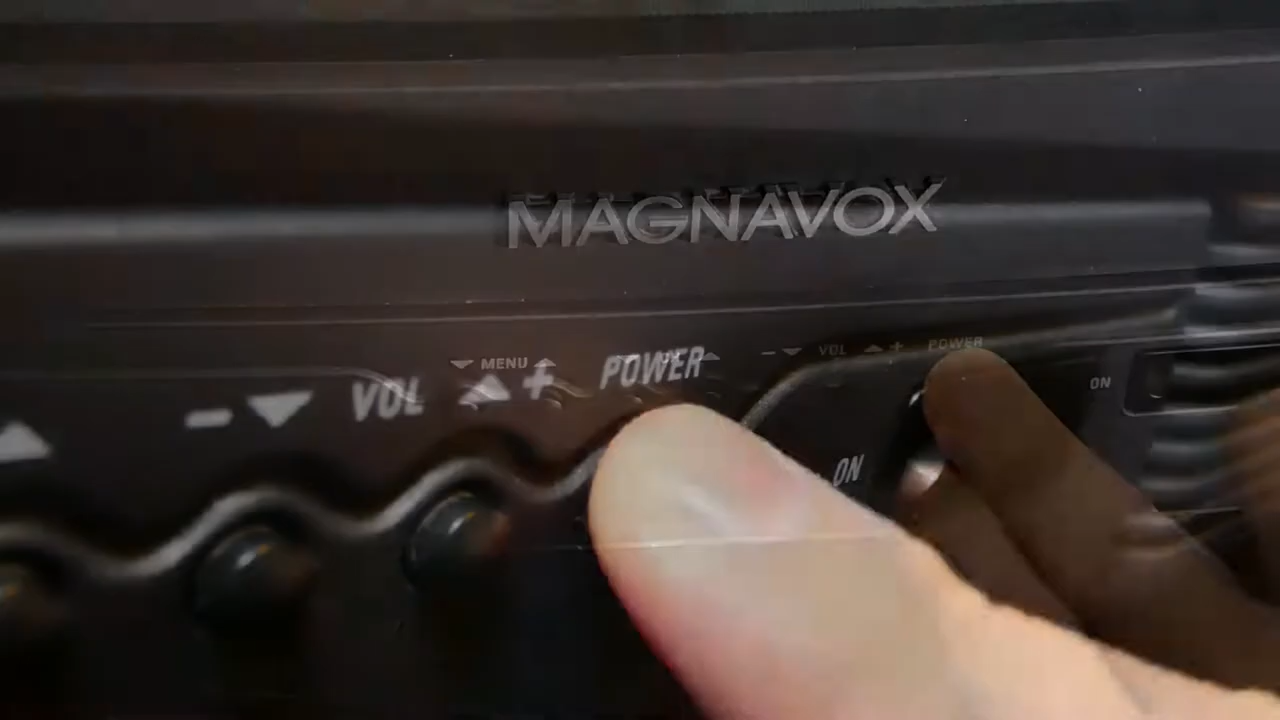 MAGNAVOX
MENU
- VOL + POWER
- VOL + POWER
ON
ON